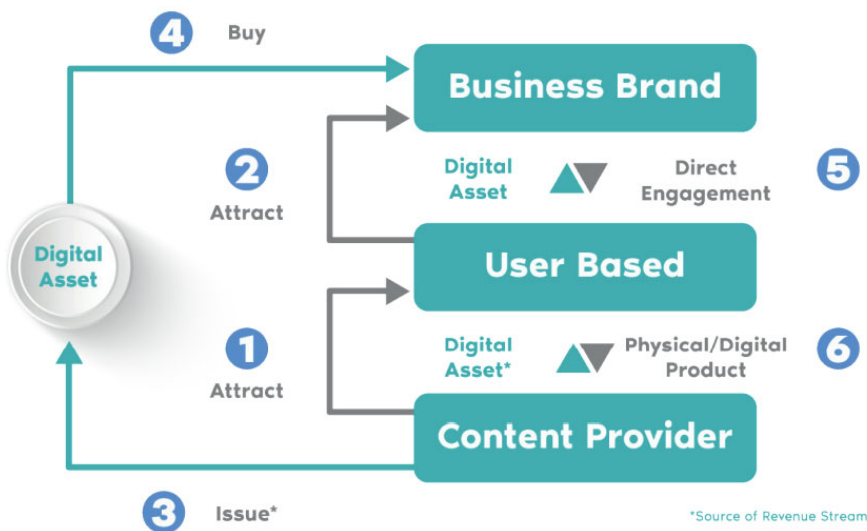 4 Buy
Business Brand
2
Attract
Digital
Asset
Direct
Engagement
5
Digital
Asset
User Based
1
Attract
Digital
Asset*
Physical/Digital
Product
6
Content Provider
3 Issue*
*Source of Revenue Stream